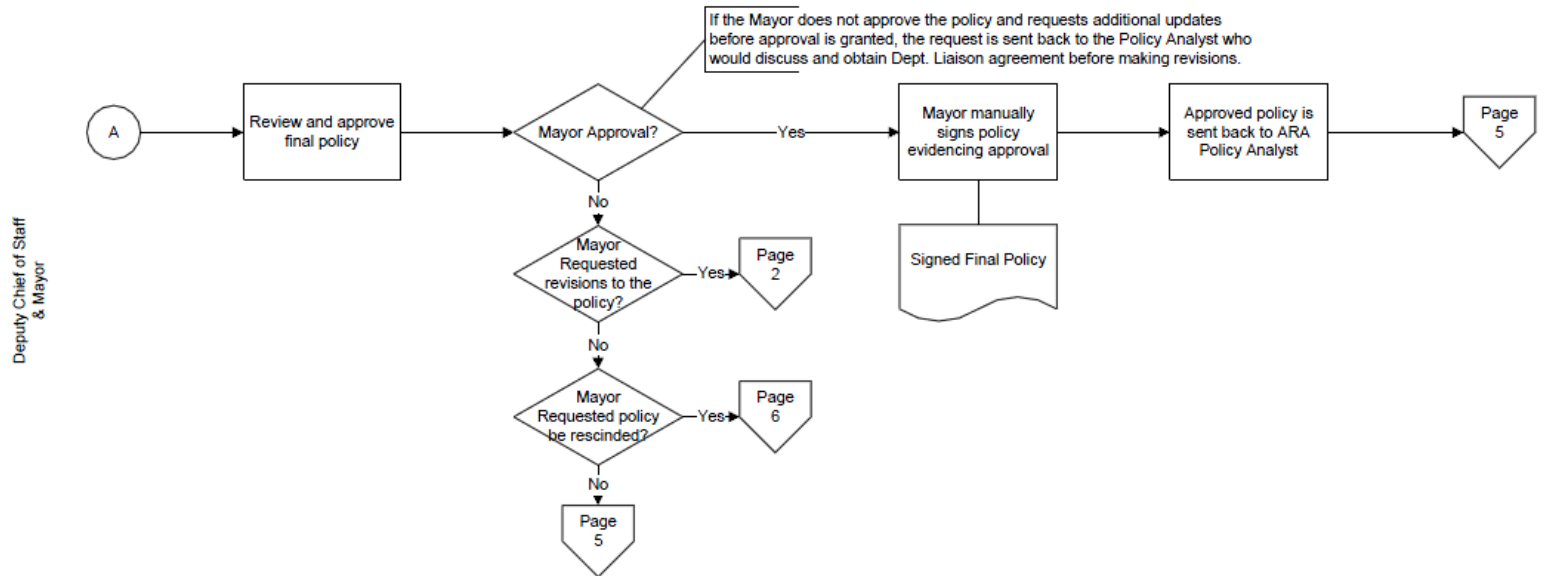 If the Mayor does not approve the policy and requests additional updates
before approval is granted, the request is sent back to the Policy Analyst who
would discuss and obtain Dept. Liaison agreement before making revisions.
A
Review and approve
final policy
Mayor Approval?
Yes
Mayor manually
signs policy
evidencing approval
Approved policy is
sent back to ARA
Policy Analyst
Page
5
No
Deputy Chief of Staff
& Mayor
Mayor
Requested
revisions to the
policy?
Yes
Page
2
Signed Final Policy
No
Mayor
Requested policy
be rescinded?
Yes
Page
6
No
Page
5